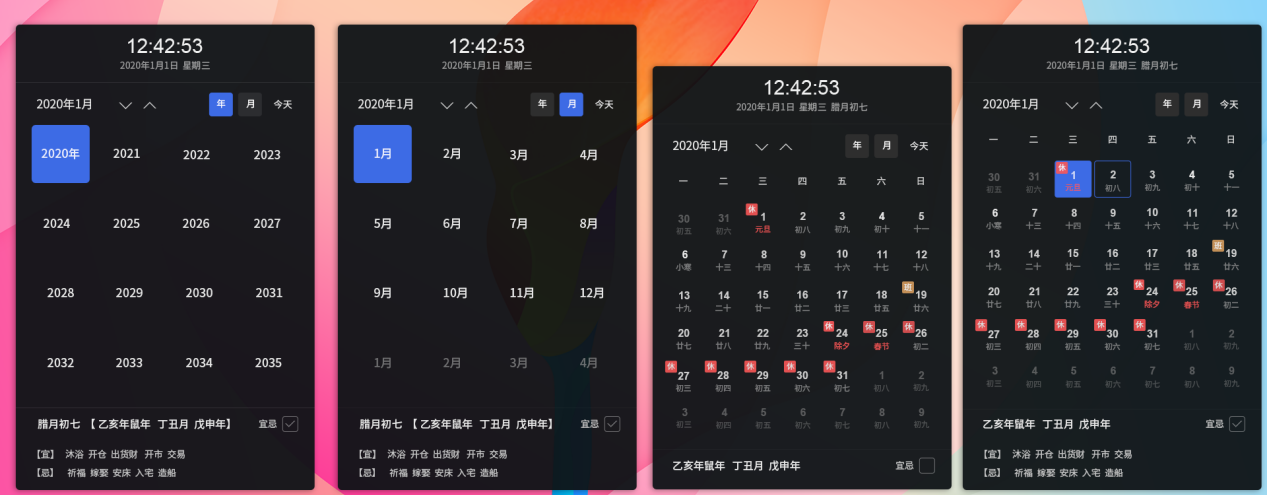 12:42:53
2020年1月1日 星期三
2020年1月 年 月 今天
2020年 2021 2022 2023
2024 2025 2026 2027
2028 2029 2030 2031
2032 2033 2034 2035
腊月初七 【乙亥年鼠年 丁丑月 戊申年】 宜忌
【宜】 沐浴 开仓 出货财 开市 交易
【忌】 祈福 嫁娶 安床 入宅 造船
12:42:53
2020年1月1日 星期三
2020年1月 年 月 今天
1月 2月 3月 4月
5月 6月 7月 8月
9月 10月 11月 12月
1月 2月 3月 4月
腊月初七 【乙亥年鼠年 丁丑月 戊申年】 宜忌
【宜】 沐浴 开仓 出货财 开市 交易
【忌】 祈福 嫁娶 安床 入宅 造船
12:42:53
2020年1月1日 星期三 腊月初七
2020年1月 年 月 今天
一 二 三 四 五 六 日
休
30 31 1 2 3 4 5
初五 初六 元旦 初八 初九 初十 十一
6 7 8 9 10 11 12
小寒 十三 十四 十五 十六 十七 十八
班
13 14 15 16 17 18 19
十九 二十 廿一 廿二 廿三 廿五 廿六
休 休 休
20 21 22 23 24 25 26
廿七 廿八 廿九 三十 除夕 春节 初二
休 休 休 休 休
27 28 29 30 31 1 2
初三 初四 初五 初六 初七 初八 初九
3 4 5 6 7 8 9
初三 初四 初五 初六 初七 初八 初九
乙亥年鼠年 丁丑月 戊申年 宜忌
12:42:53
2020年1月1日 星期三 腊月初七
2020年1月 年 月 今天
一 二 三 四 五 六 日
休
30 31 1 2 3 4 5
初五 初六 元旦 初八 初九 初十 十一
6 7 8 9 10 11 12
小寒 十三 十四 十五 十六 十七 十八
班
13 14 15 16 17 18 19
十九 二十 廿一 廿二 廿三 廿五 廿六
休 休 休
20 21 22 23 24 25 26
廿七 廿八 廿九 三十 除夕 春节 初二
休 休 休 休 休
27 28 29 30 31 1 2
初三 初四 初五 初六 初七 初八 初九
3 4 5 6 7 8 9
初三 初四 初五 初六 初七 初八 初九
乙亥年鼠年 丁丑月 戊申年 宜忌
【宜】 沐浴 开仓 出货财 开市 交易
【忌】 祈福 嫁娶 安床 入宅 造船